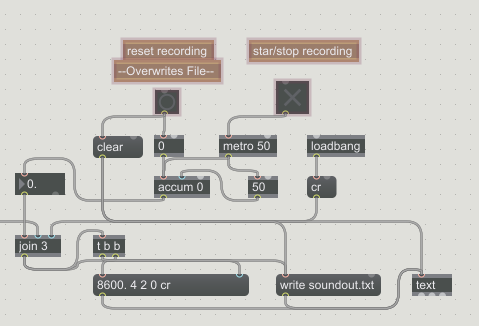 reset recording
star/stop recording
--Overwrites File--
clear
0
metro 50
loadbang
0.
accum 0
50
cr
join 3
t b b
8600. 4 2 0 cr
write soundout.txt
text